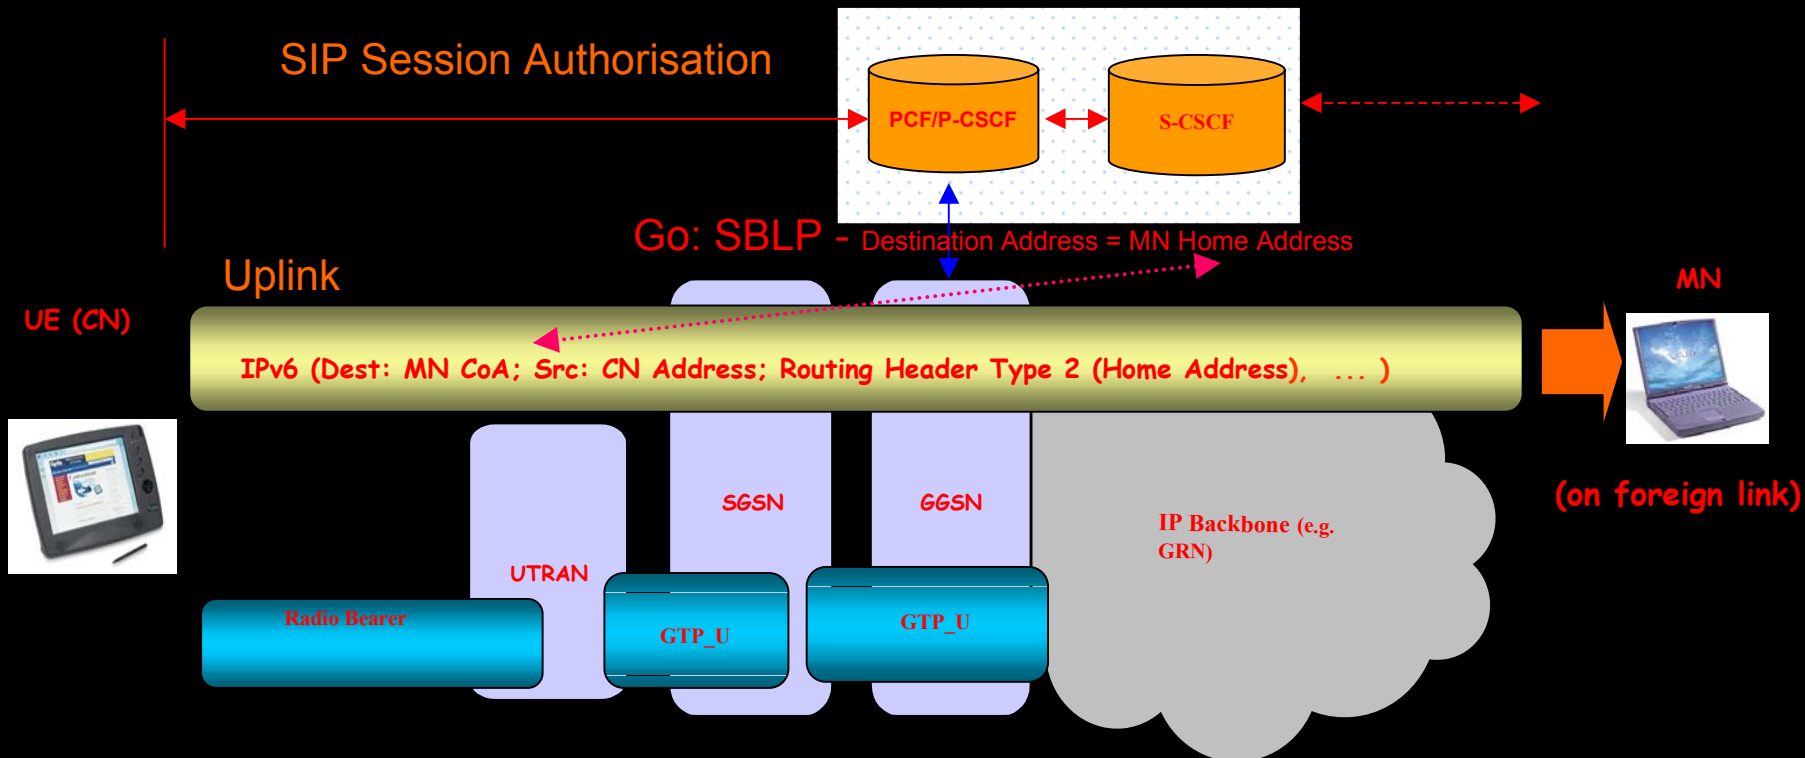 SIP Session Authorisation
PCF/P-CSCF
S-CSCF
Go: SBLP - Destination Address = MN Home Address
Uplink
MN
UE (CN)
IPv6 (Dest: MN CoA; Src: CN Address; Routing Header Type 2 (Home Address), ... )
(on foreign link)
SGSN
GGSN
IP Backbone (e.g.
GRN)
UTRAN
Radio Bearer
GTP_U
GTP_U